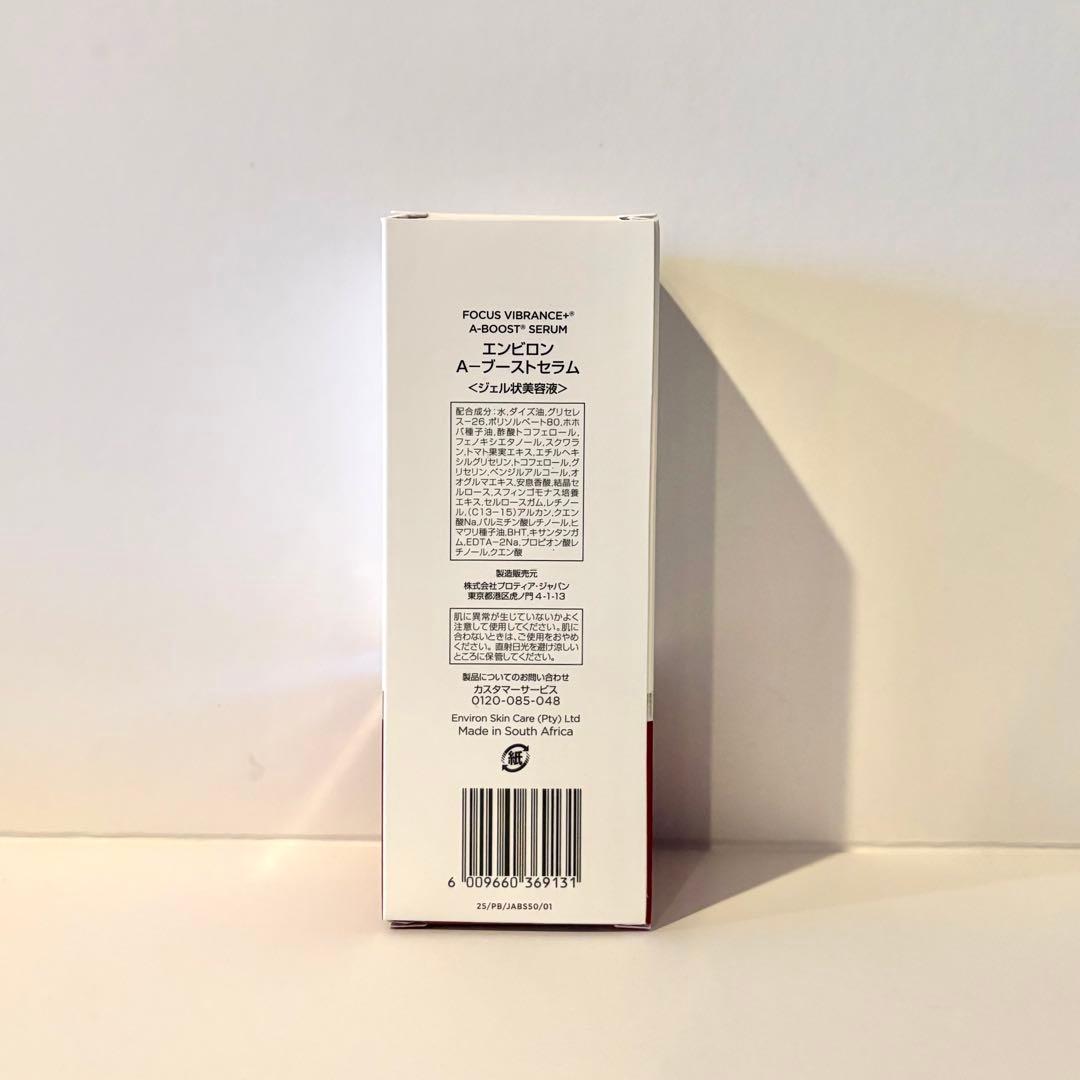 FOCUS VIBRANCE+®
A-BOOST® SERUM
エンビロン
A−ブーストセラム
＜ジェル状美容液＞
配合成分:水,ダイズ油,グリセレ
ス−26,ポリソルベート80,ホホ
バ種子油,酢酸トコフェロール,
フェノキシエタノール,スクワラ
ン,トマト果実エキス,エチルヘキ
シルグリセリン,トコフェロール,グ
リセリン,ベンジルアルコール,オ
オグルマエキス,安息香酸,結晶セ
ルロース,スフィンゴモナス培養
エキス,セルロースガム,レチノー
ル,(C13−15)アルカン,クエン
酸Na,パルミチン酸レチノール,ヒ
マワリ種子油,BHT,キサンタンガ
ム,EDTA−2Na,プロピオン酸レ
チノール,クエン酸
製造販売元
株式会社プロティア・ジャパン
東京都港区虎ノ門 4-1-13
肌に異常が生じていないかよく
注意して使用してください。肌に
合わないときは、ご使用をおやめ
ください。直射日光を避け涼しい
ところに保管してください。
製品についてのお問い合わせ
カスタマーサービス
0120-085-048
Environ Skin Care (Pty) Ltd
Made in South Africa
紙
6 009660 369131
25/PB/JABS50/01